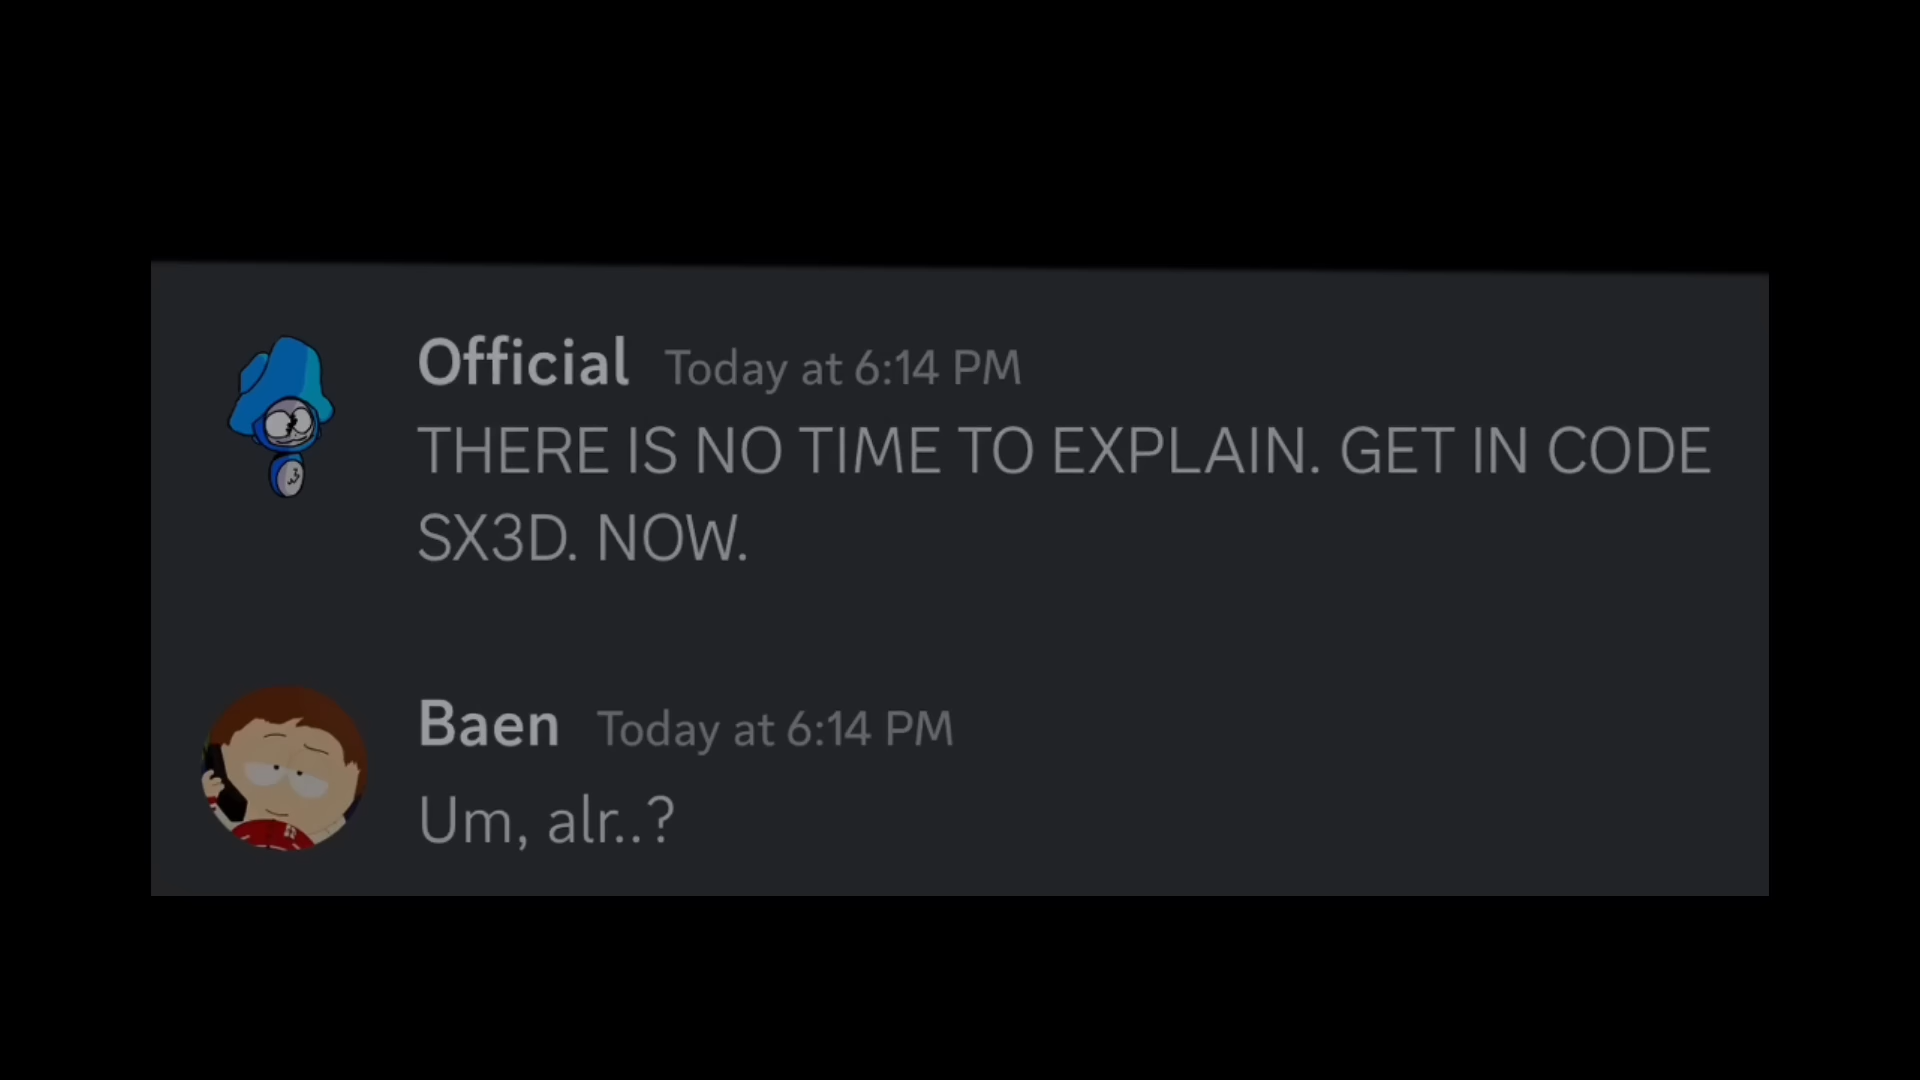 Official Today at 6:14 PM
THERE IS NO TIME TO EXPLAIN. GET IN CODE
SX3D. NOW.
Baen Today at 6:14 PM
Um, alr..?